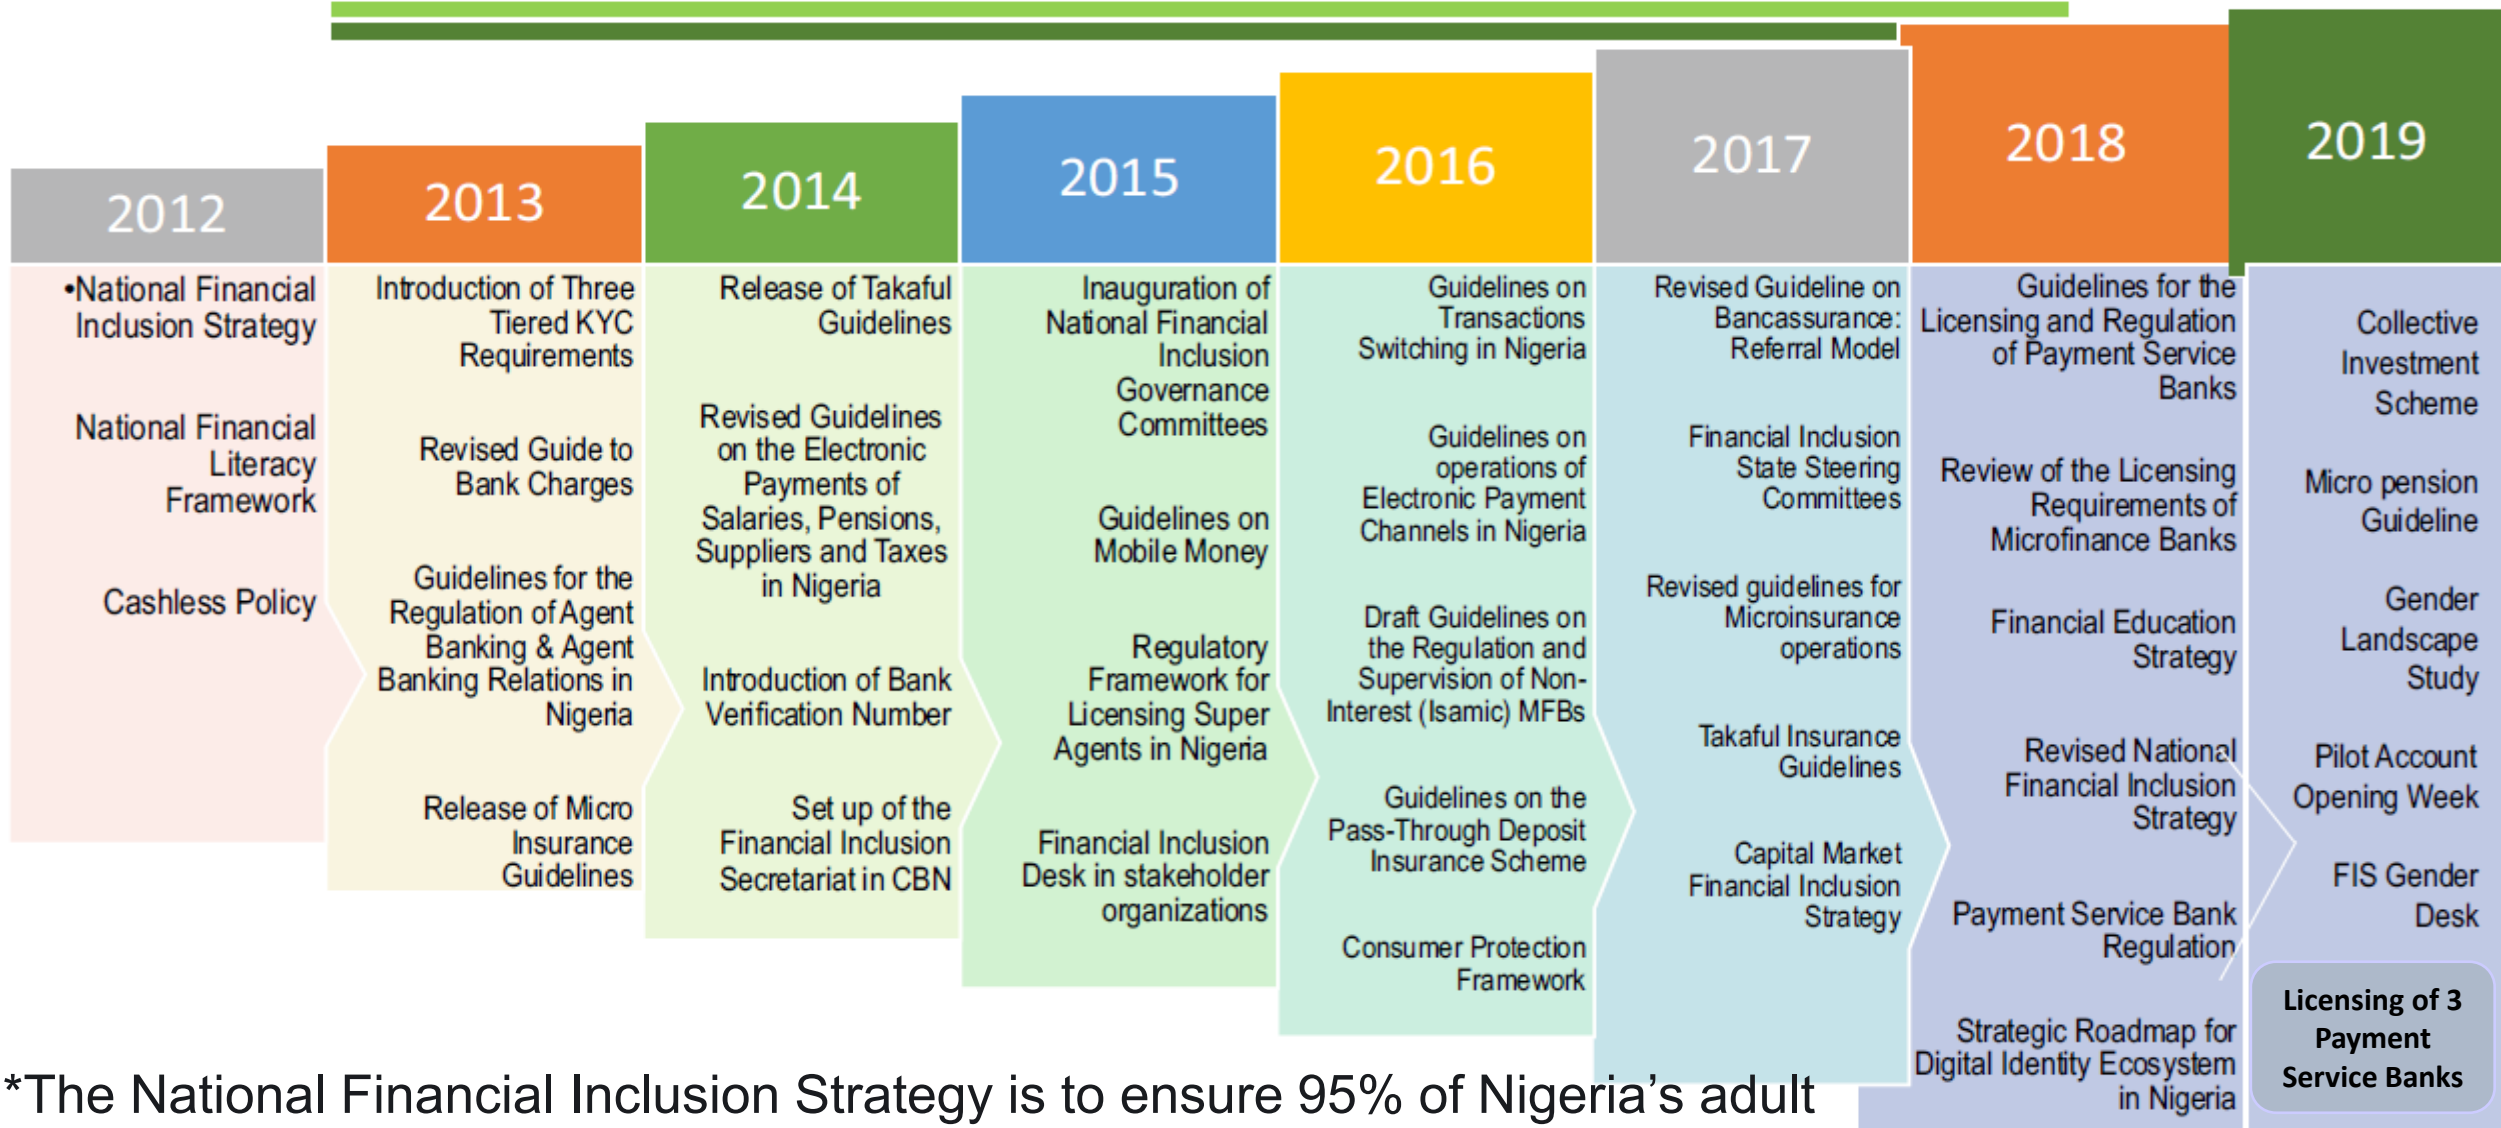 2012
•National Financial
Inclusion Strategy
National Financial
Literacy
Framework
Cashless Policy
2013
Introduction of Three
Tiered KYC
Requirements
Revised Guide to
Bank Charges
Guidelines for the
Regulation of Agent
Banking & Agent
Banking Relations in
Nigeria
Release of Micro
Insurance
Guidelines
2014
Release of Takaful
Guidelines
Revised Guidelines
on the Electronic
Payments of
Salaries, Pensions,
Suppliers and Taxes
in Nigeria
Introduction of Bank
Verification Number
Set up of the
Financial Inclusion
Secretariat in CBN
2015
Inauguration of
National Financial
Inclusion
Governance
Committees
Guidelines on
Mobile Money
Regulatory
Framework for
Licensing Super
Agents in Nigeria
Financial Inclusion
Desk in stakeholder
organizations
2016
Guidelines on
Transactions
Switching in Nigeria
Guidelines on
operations of
Electronic Payment
Channels in Nigeria
Draft Guidelines on
the Regulation and
Supervision of Non-
Interest (Isamic) MFBs
Guidelines on the
Pass-Through Deposit
Insurance Scheme
Consumer Protection
Framework
2017
Revised Guideline on
Bancassurance:
Referral Model
Financial Inclusion
State Steering
Committees
Revised guidelines for
Microinsurance
operations
Takaful Insurance
Guidelines
Capital Market
Financial Inclusion
Strategy
2018
Guidelines for the
Licensing and Regulation
of Payment Service
Banks
Review of the Licensing
Requirements of
Microfinance Banks
Financial Education
Strategy
Revised National
Financial Inclusion
Strategy
Payment Service Bank
Regulation
Strategic Roadmap for
Digital Identity Ecosystem
in Nigeria
2019
Collective
Investment
Scheme
Micro pension
Guideline
Gender
Landscape
Study
Pilot Account
Opening Week
FIS Gender
Desk
Licensing of 3
Payment
Service Banks
*The National Financial Inclusion Strategy is to ensure 95% of Nigeria’s adult